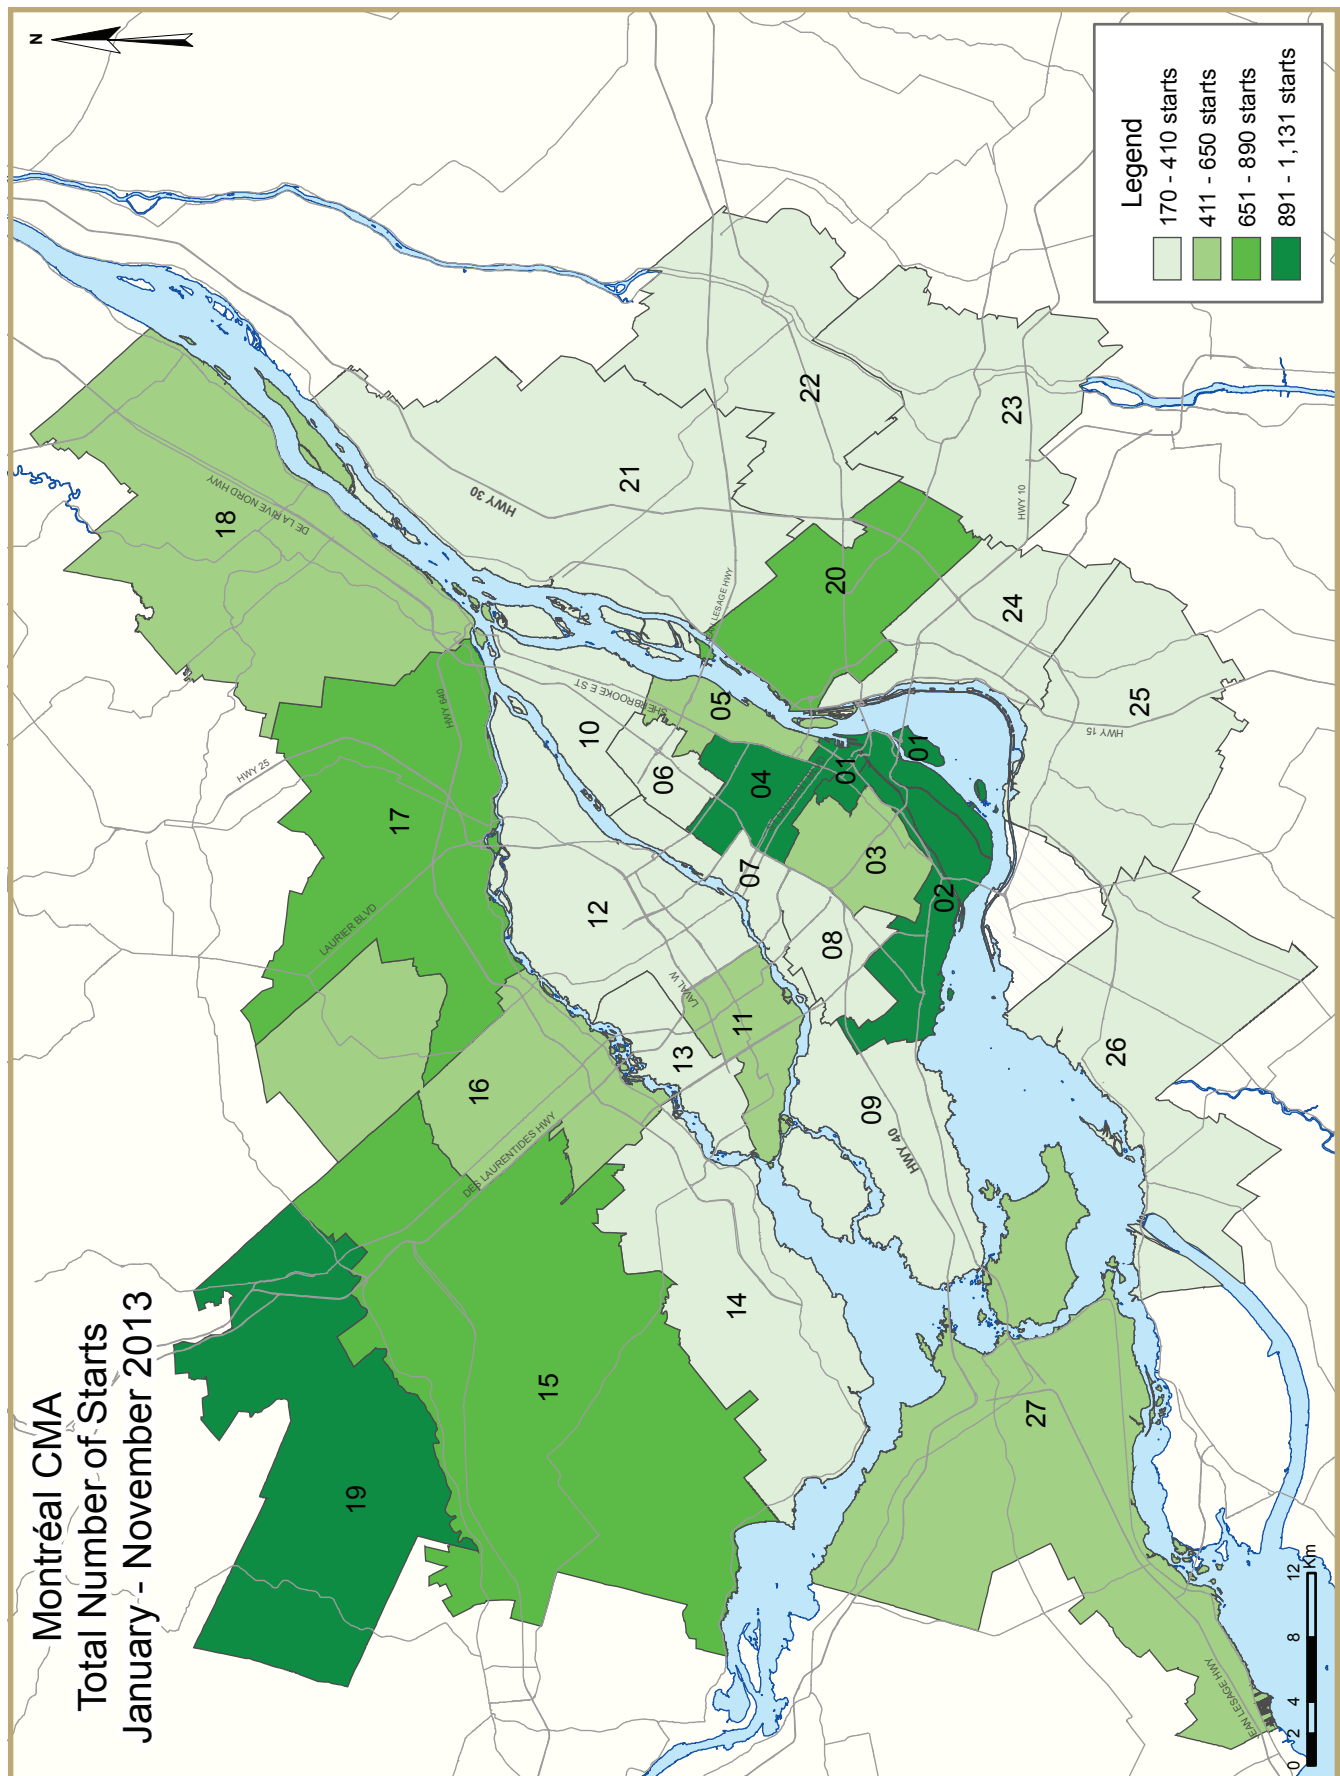 Montréal CMA
Total Number of Starts
January - November 2013
N
Legend
170 - 410 starts
411 - 650 starts
651 - 890 starts
891 - 1,131 starts
19
18
17
16
15
14
13
12
11
10
09
08
07
06
05
04
03
02
01
01
20
21
22
23
24
25
26
27
DE LA RIVE NORD HWY
HWY 640
HWY 25
LAURIER BLVD
DES LAURENTIDES HWY
LAVAL W
SHERBROOKE E ST
HWY 30
LESAGE HWY
HWY 10
HWY 15
HWY 40
EAN LESAGE HWY
0 2 4 8 12
Km